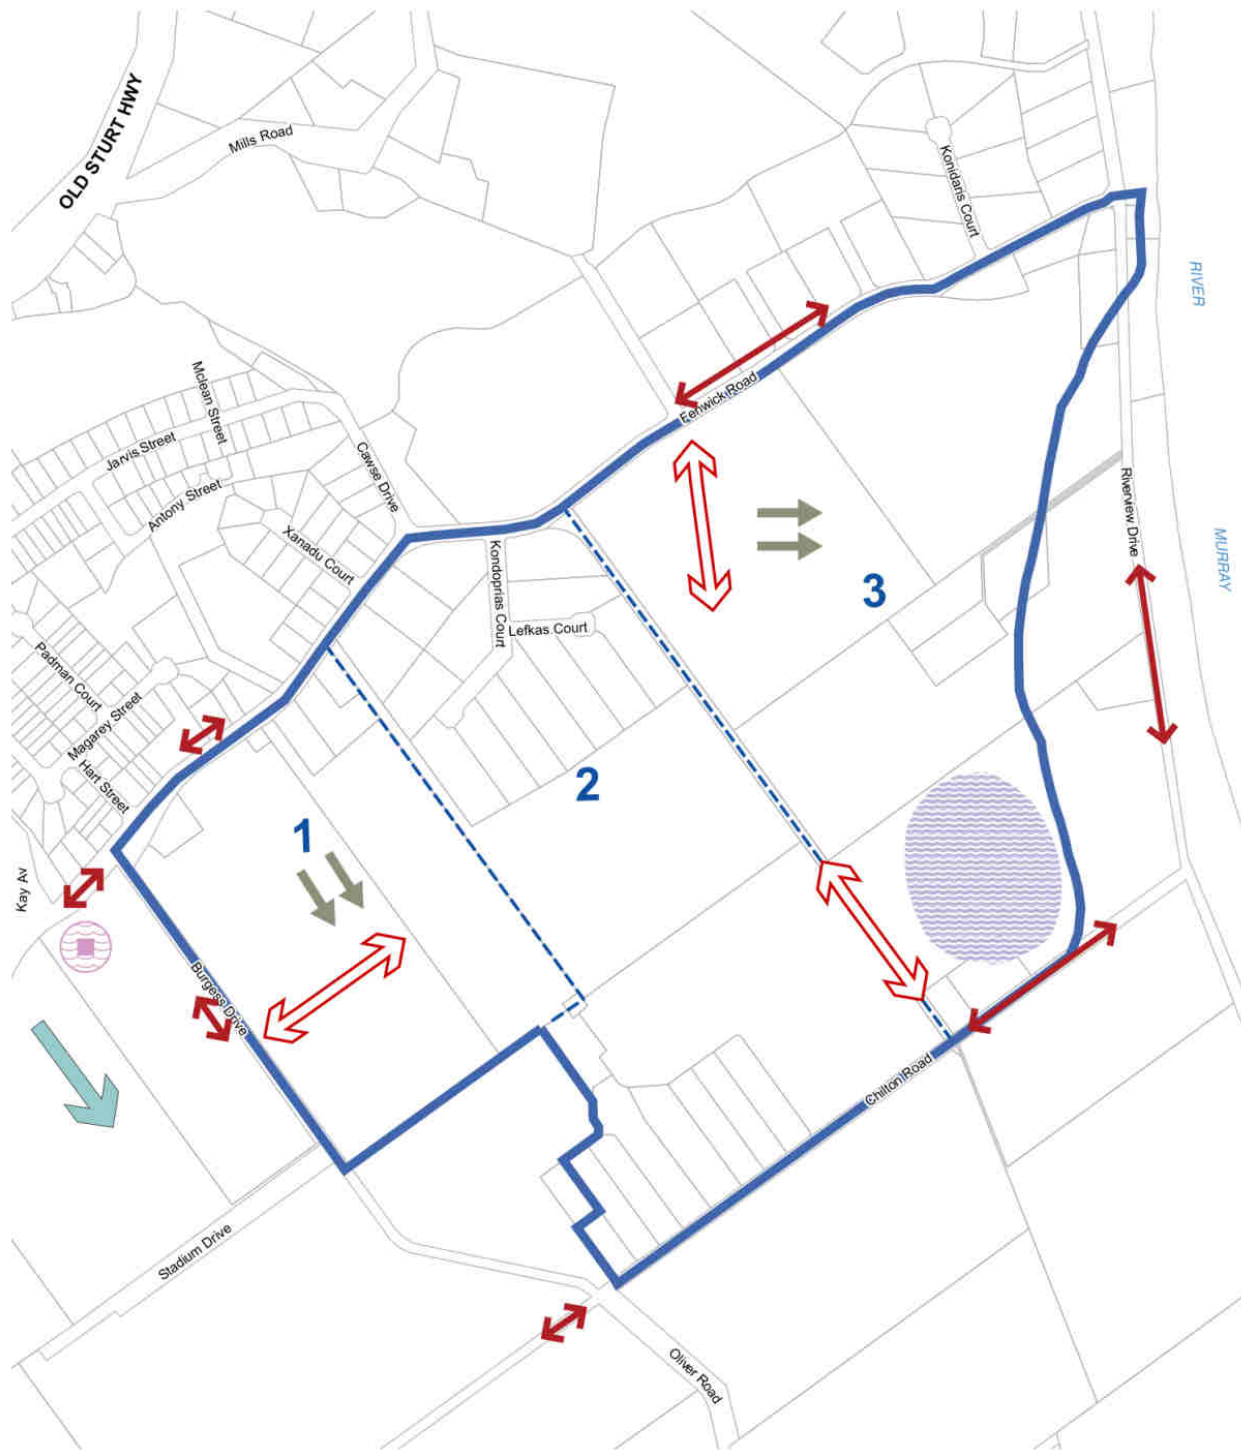 OLD STURT HWY
Mills Road
Konidaris Court
RIVER
Mclean Street
Fenwick Road
Jarvis Street
Cawse Drive
Antony Street
Riverview Drive
Xanadu Court
MURRAY
Kondoprias Court
3
Lefkas Court
Padman Court
Magarey Street
Hart Street
2
1
Kay Av
Burgess Drive
Chilton Road
Stadium Drive
Oliver Road